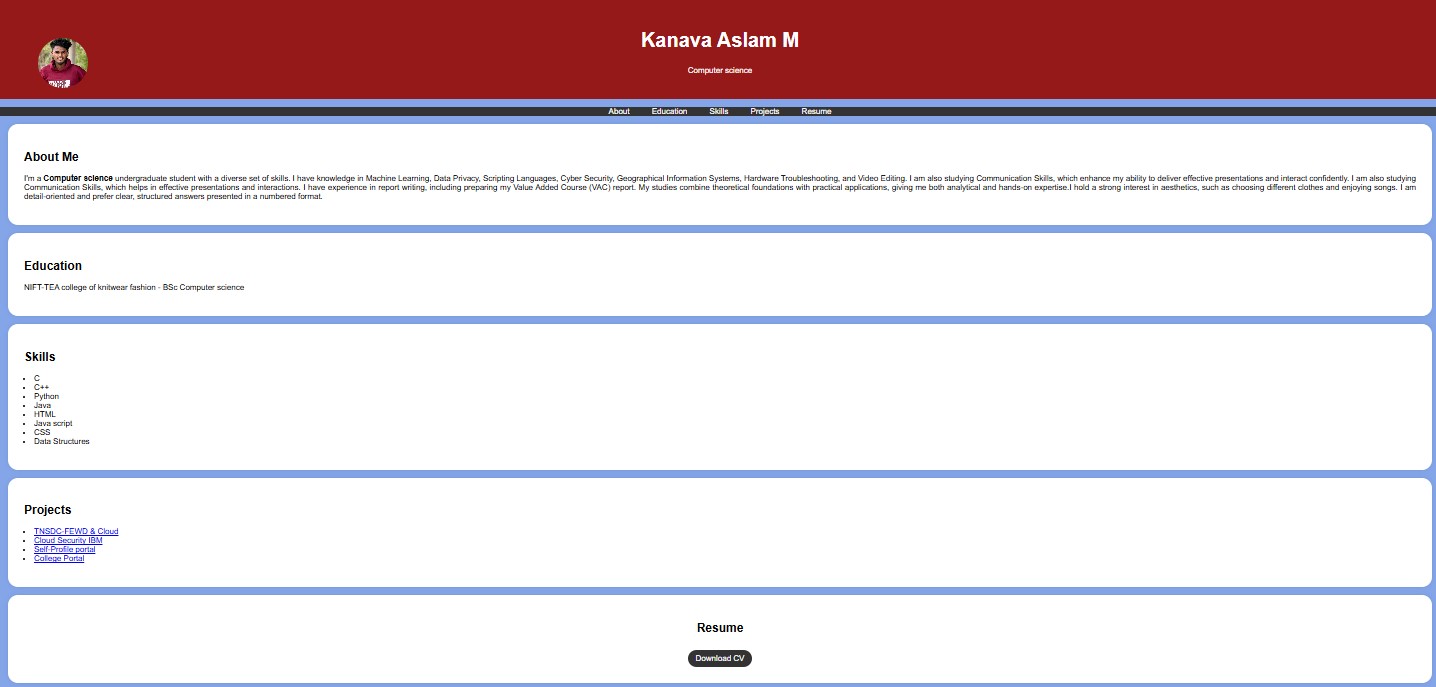 Kanava Aslam M
Computer science
About Education Skills Projects Resume
About Me
I'm a Computer science undergraduate student with a diverse set of skills. I have knowledge in Machine Learning, Data Privacy, Scripting Languages, Cyber Security, Geographical Information Systems, Hardware Troubleshooting, and Video Editing. I am also studying Communication Skills, which enhance my ability to deliver effective presentations and interact confidently. I am also studying
Communication Skills, which helps in effective presentations and interactions. I have experience in report writing, including preparing my Value Added Course (VAC) report. My studies combine theoretical foundations with practical applications, giving me both analytical and hands-on expertise.I hold a strong interest in aesthetics, such as choosing different clothes and enjoying songs. I am
detail-oriented and prefer clear, structured answers presented in a numbered format.
Education
NIFT-TEA college of knitwear fashion - BSc Computer science
Skills
C
C++
Python
Java
HTML
Java script
CSS
Data Structures
Projects
TNSDC-FEWD & Cloud
Cloud Security IBM
Self-Profile portal
College Portal
Resume
Download CV